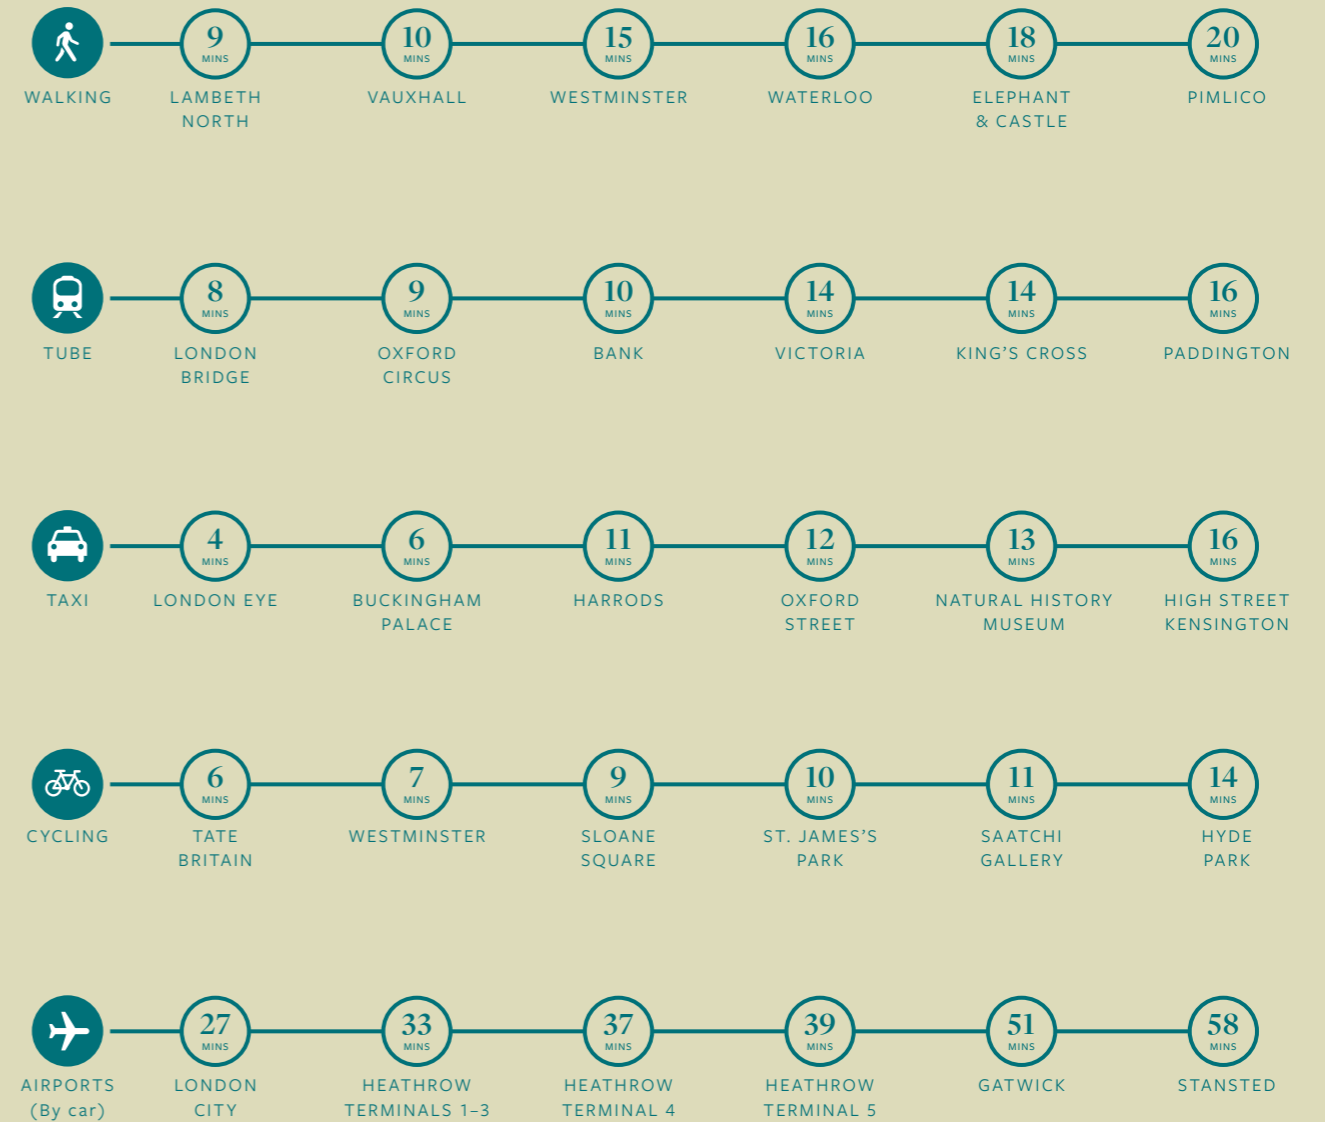 9
MINS
10
MINS
15
MINS
16
MINS
18
MINS
20
MINS
WALKING
LAMBETH
NORTH
VAUXHALL
WESTMINSTER
WATERLOO
ELEPHANT
& CASTLE
PIMLICO
8
MINS
9
MINS
10
MINS
14
MINS
14
MINS
16
MINS
TUBE
LONDON
BRIDGE
OXFORD
CIRCUS
BANK
VICTORIA
KING’S CROSS
PADDINGTON
4
MINS
6
MINS
11
MINS
12
MINS
13
MINS
16
MINS
TAXI
LONDON EYE
BUCKINGHAM
PALACE
HARRODS
OXFORD
STREET
NATURAL HISTORY
MUSEUM
HIGH STREET
KENSINGTON
6
MINS
7
MINS
9
MINS
10
MINS
11
MINS
14
MINS
CYCLING
TATE
BRITAIN
WESTMINSTER
SLOANE
SQUARE
ST. JAMES’S
PARK
SAATCHI
GALLERY
HYDE
PARK
27
MINS
33
MINS
37
MINS
39
MINS
51
MINS
58
MINS
AIRPORTS
(By car)
LONDON
CITY
HEATHROW
TERMINALS 1–3
HEATHROW
TERMINAL 4
HEATHROW
TERMINAL 5
GATWICK
STANSTED